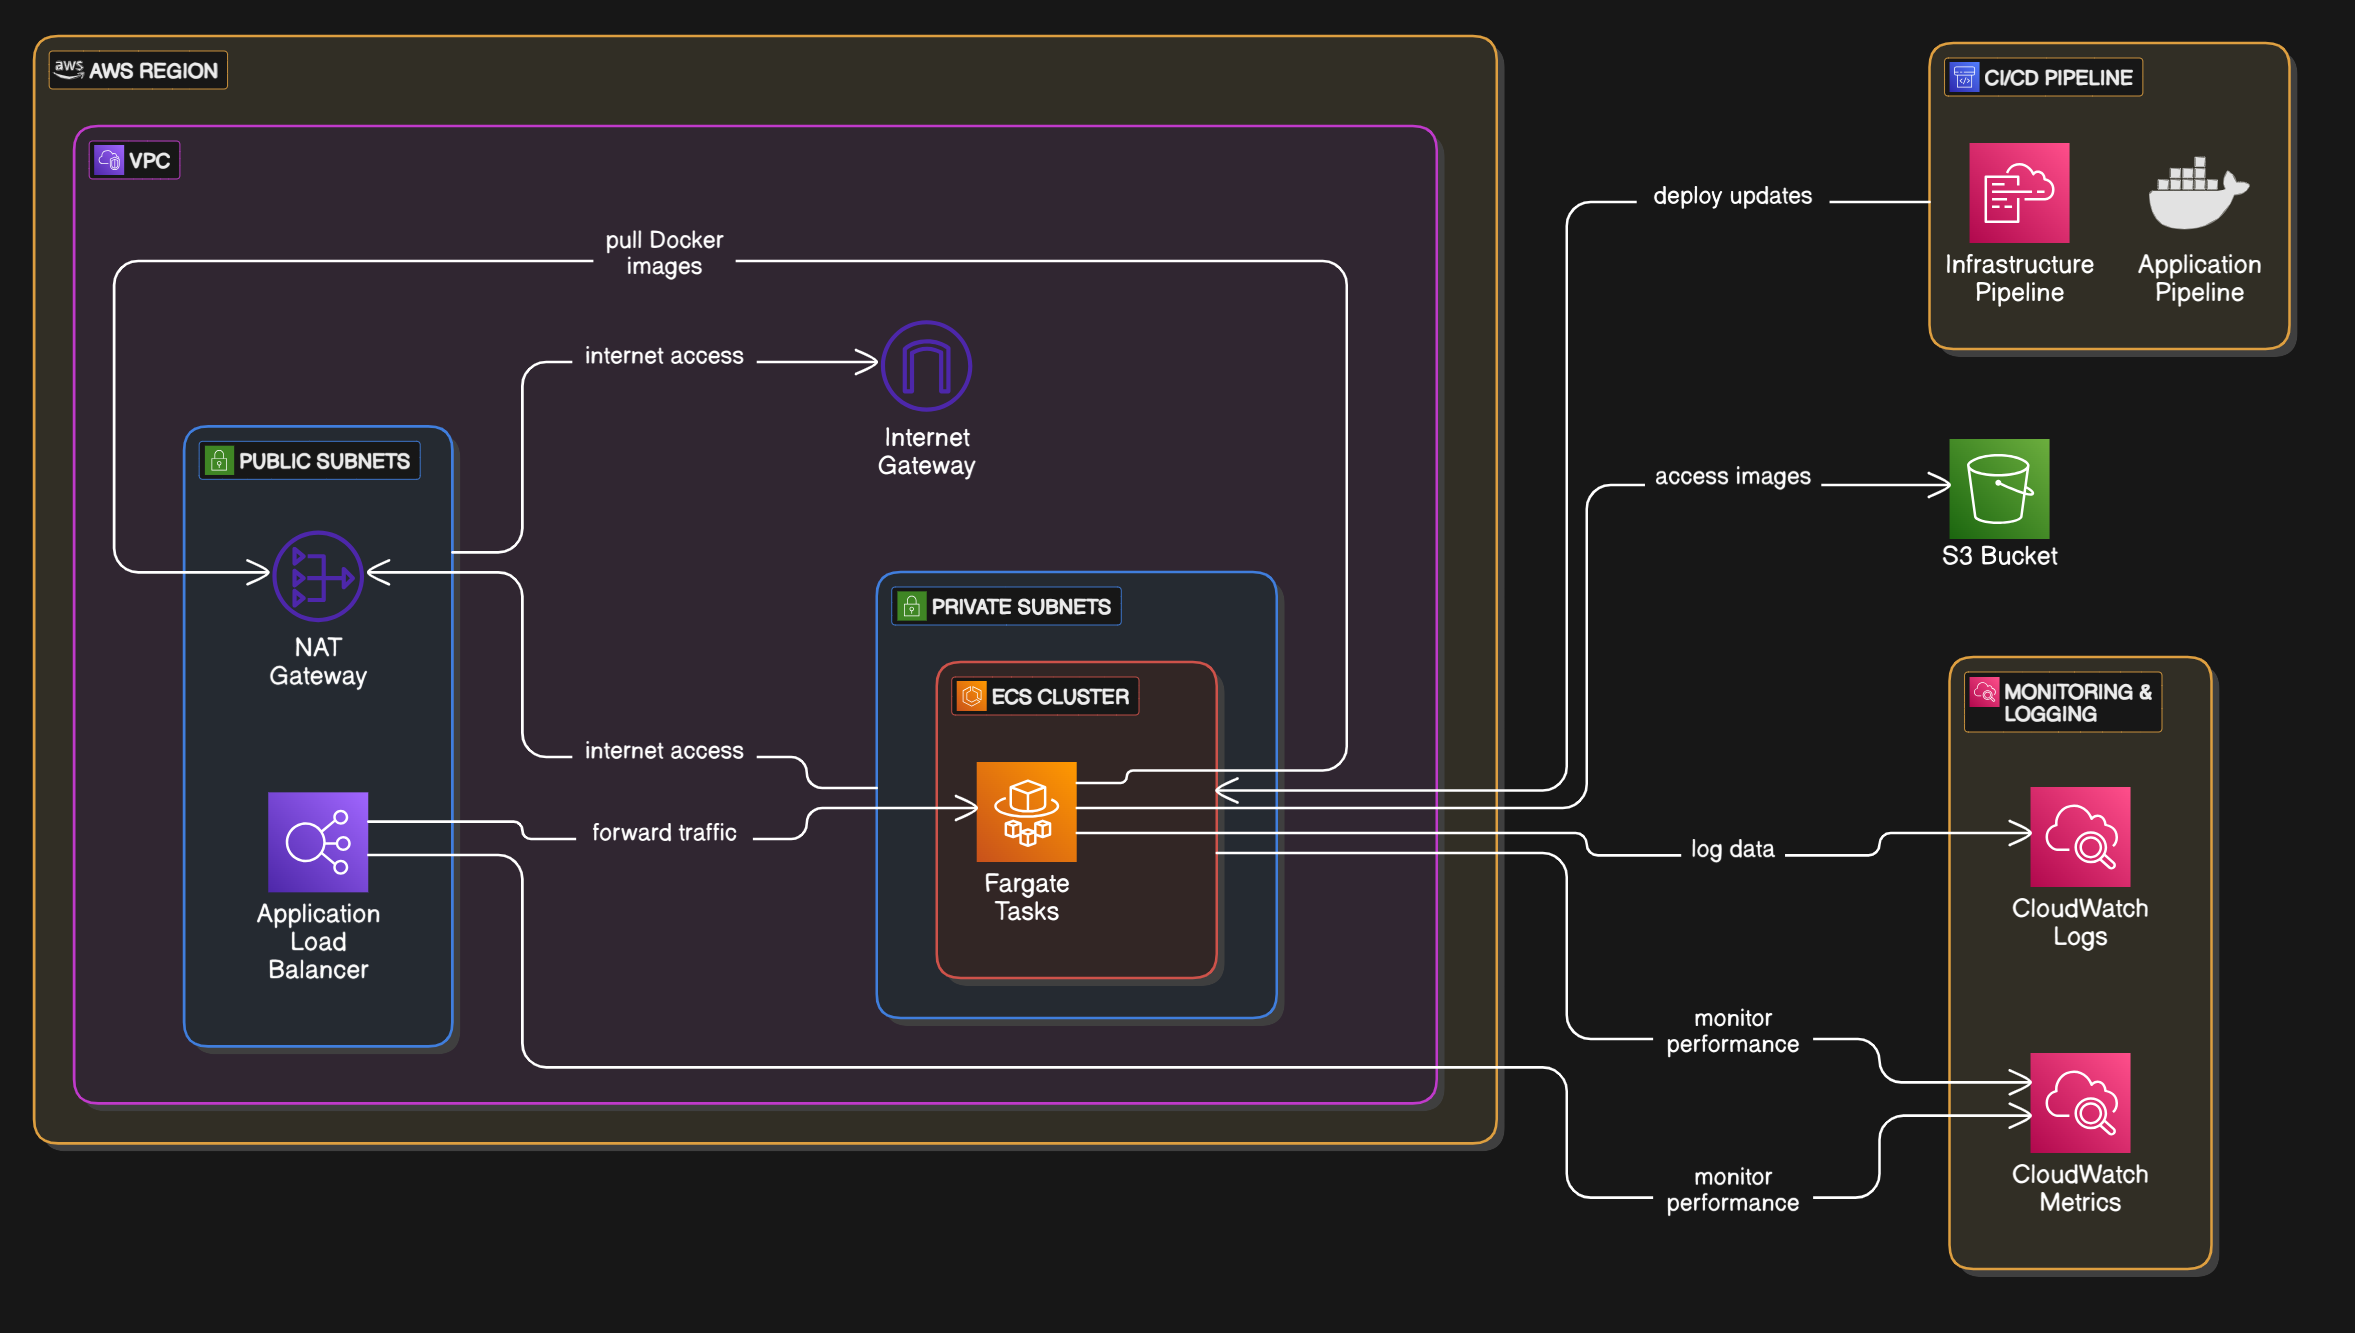 aws AWS REGION
VPC
pull Docker
images
internet access
Internet
Gateway
PUBLIC SUBNETS
NAT
Gateway
internet access
forward traffic
Application
Load
Balancer
PRIVATE SUBNETS
ECS CLUSTER
Fargate
Tasks
deploy updates
CI/CD PIPELINE
Infrastructure
Pipeline
Application
Pipeline
access images
S3 Bucket
MONITORING &
LOGGING
log data
CloudWatch
Logs
monitor
performance
monitor
performance
CloudWatch
Metrics